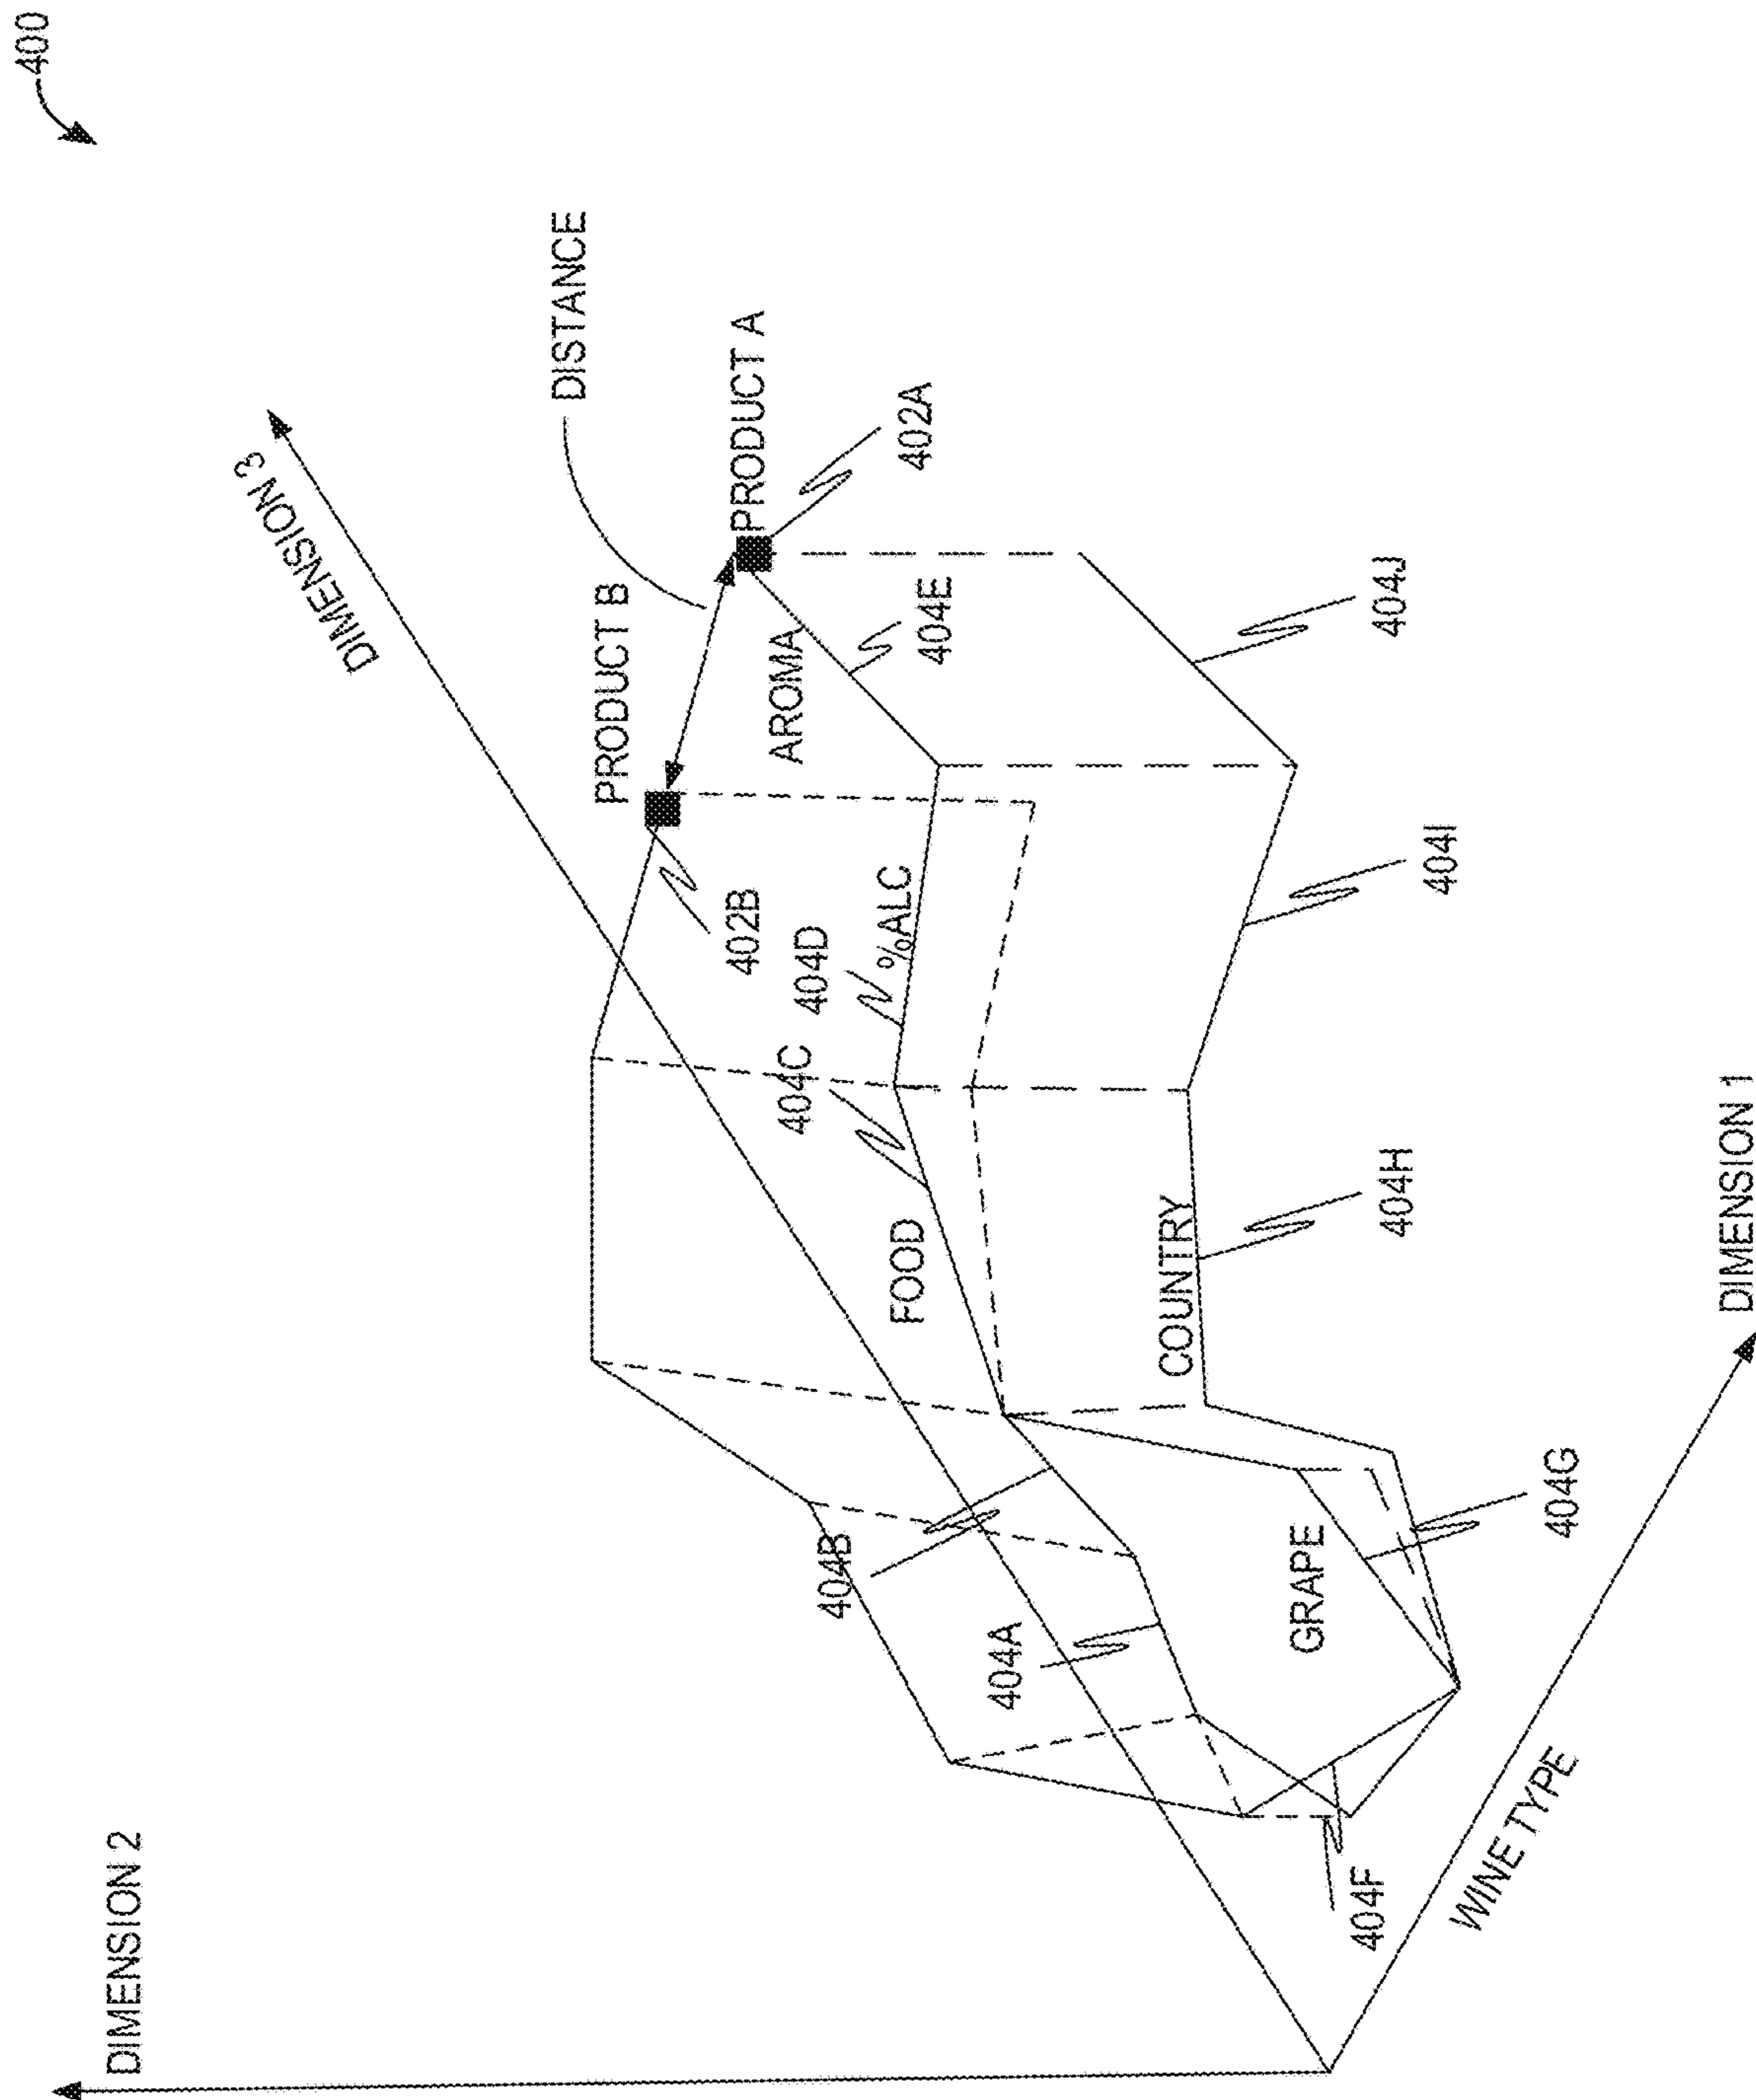 400
DIMENSION 2
DIMENSION 3
DISTANCE
PRODUCT B
PRODUCT A
402B
AROMA
404C
404D
404B
%ALC
FOOD
402A
404E
404A
COUNTRY
GRAPE
404F
404H
404J
404I
WINE TYPE
404G
DIMENSION 1